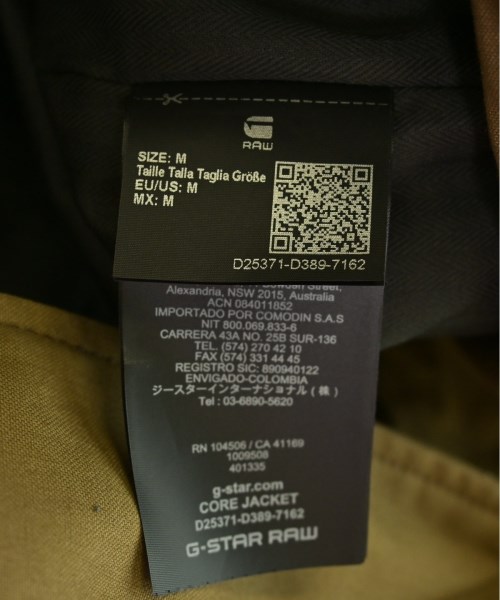 RAW
SIZE: M
Taille Talla Taglia Größe
EU/US: M
MX: M
D25371-D389-7162
Street,
Alexandria, NSW 2015, Australia
ACN 084011852
IMPORTADO POR COMODIN S.A.S
NIT 800.069.833-6
CARRERA 43A NO. 25B SUR-136
TEL. (574) 270 42 10
FAX (574) 331 44 45
REGISTRO SIC: 890940122
ENVIGADO-COLOMBIA
ジースターインターナショナル(株)
Tel : 03-6890-5620
RN 104506 / CA 41169
1009508
401335
g-star.com
CORE JACKET
D25371-D389-7162
G-STAR RAW